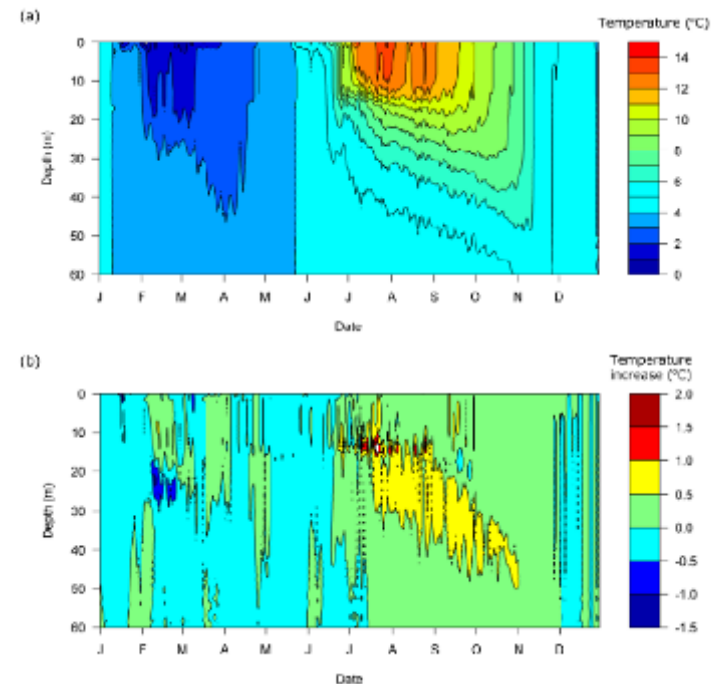 (a)
Temperature (°C)
0
10
20
30
40
50
60
Depth (m)
J F M A M J J A S O N D
Date
14
12
10
8
6
4
2
0
(b)
Temperature
increase (°C)
0
10
20
30
40
50
60
Depth (m)
J F M A M J J A S O N D
Date
2.0
1.0
0.5
0.0
-0.5
-1.0
-1.5